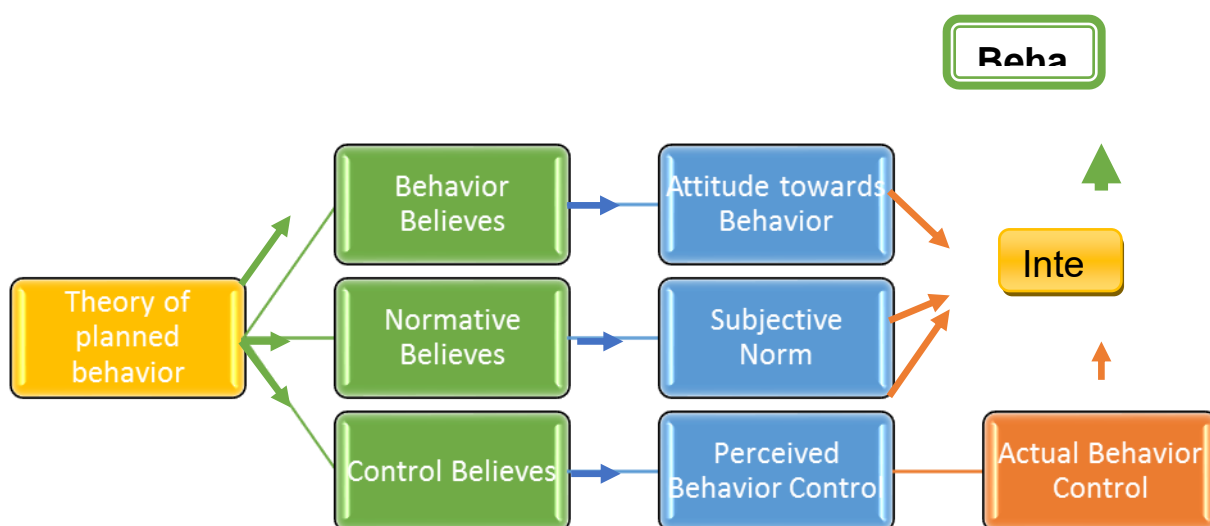 Beha
Behavior
Believes
Attitude towards
Behavior
Inte
Theory of
planned
behavior
Normative
Believes
Subjective
Norm
Control Believes
Perceived
Behavior Contro
Actual Behavior
Control